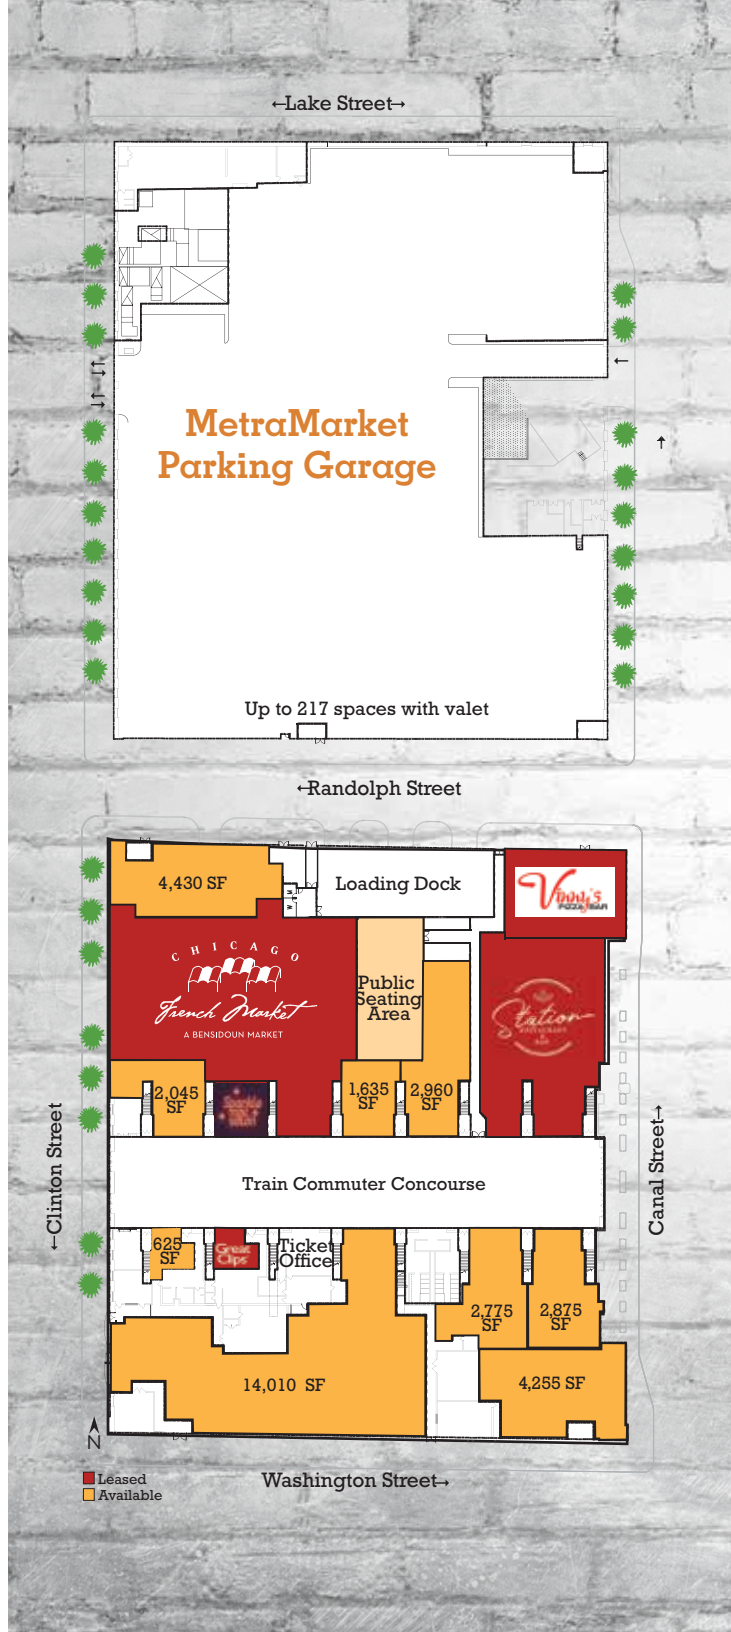 ←Lake Street→
MetraMarket
Parking Garage
Up to 217 spaces with valet
←Randolph Street
4,430 SF
Loading Dock
Vinny's
PIZZA BAR
CHICAGO
French Market
A BENSIDOUN MARKET
Public
Seating
Area
Station
RESTAURANT
&
BAR
2,045
SF
1,635
SF
2,960
SF
←Clinton Street
Canal Street→
Train Commuter Concourse
625
SF
Great
Clips
Ticket
Office
2,775
SF
2,875
SF
14,010 SF
4,255 SF
N
Washington Street→
Leased
Available